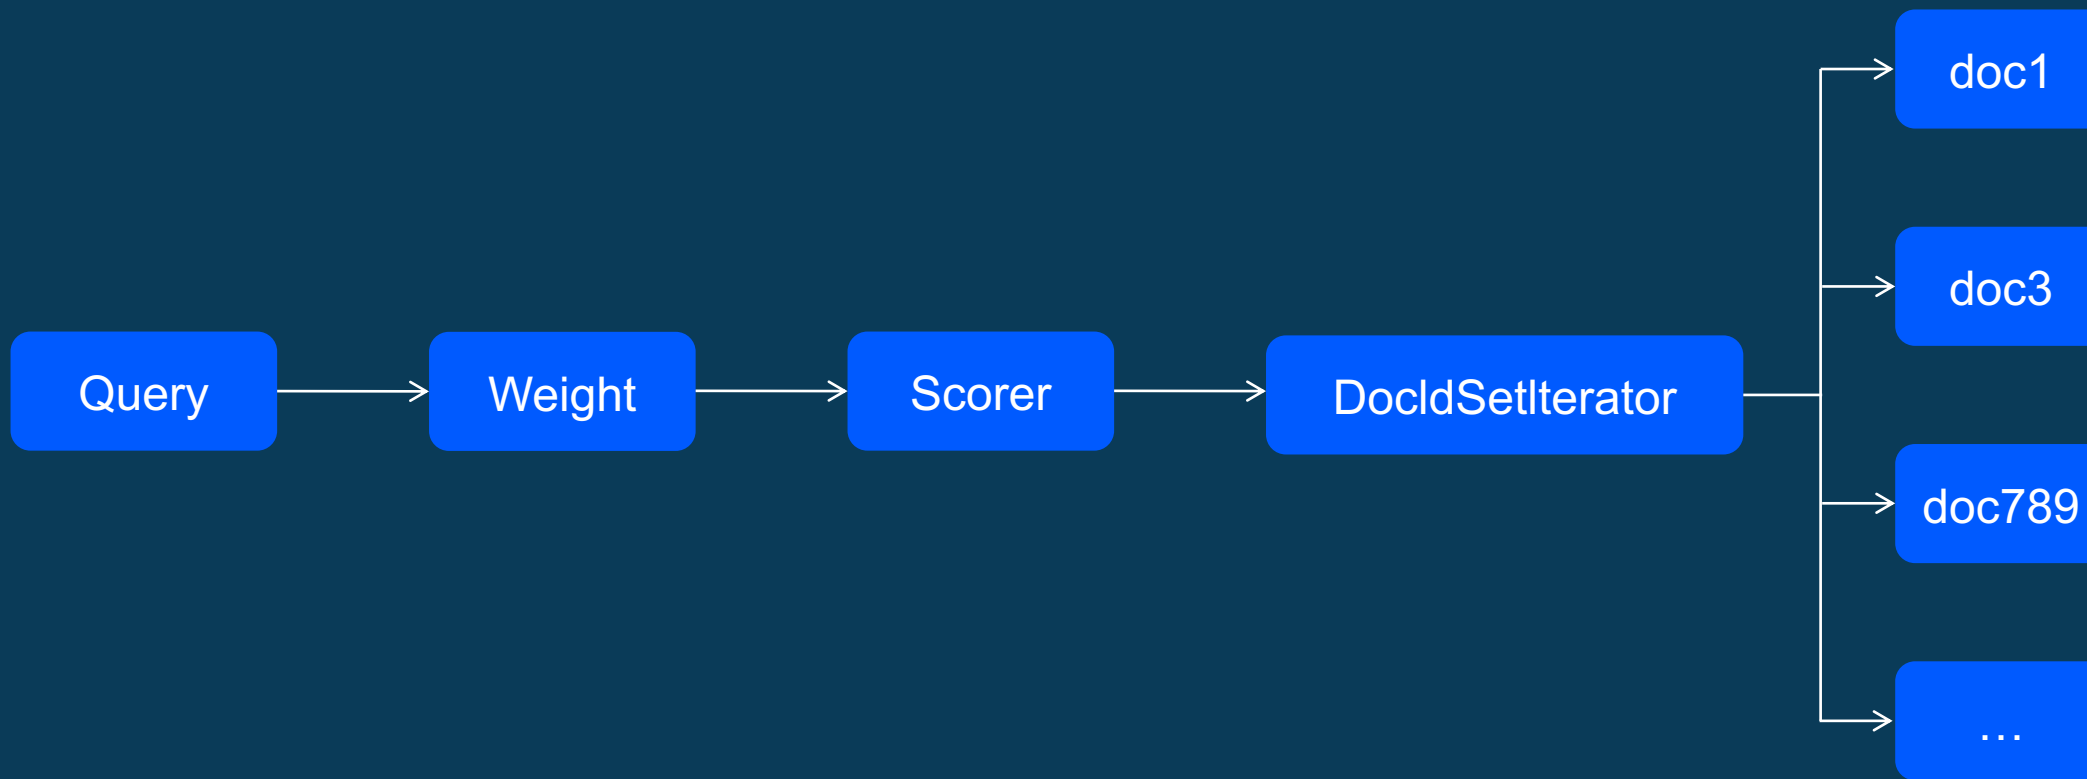 Query
Weight
Scorer
DocIdSetIterator
doc1
doc3
doc789
...